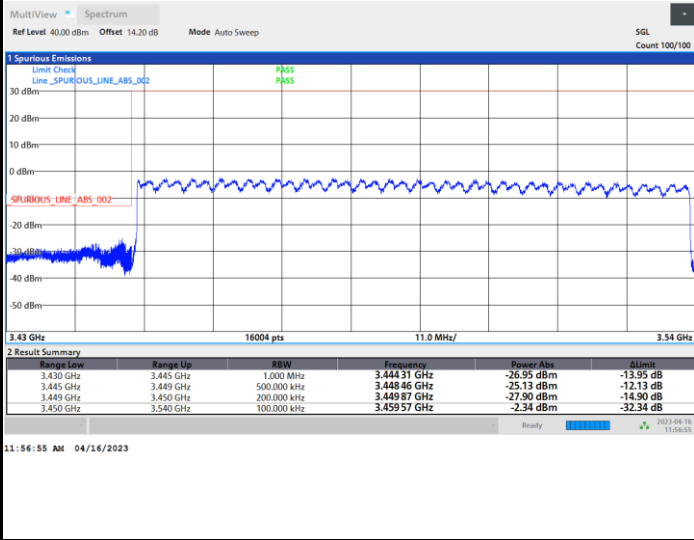 MultiView Spectrum
Ref Level 40.00 dBm Offset 14.20 dB Mode Auto Sweep SGL
Count 100/100
1 Spurious Emissions
Limit Check PASS
Line _SPURIOUS_LINE_ABS_002 PASS
30 dBm
20 dBm
10 dBm
0 dBm
_SPURIOUS_LINE_ABS_002
-20 dBm
-30 dBm
-40 dBm
-50 dBm
3.43 GHz 16004 pts 11.0 MHz/ 3.54 GHz
2 Result Summary
Range Low Range Up RBW Frequency Power Abs ΔLimit
3.430 GHz 3.445 GHz 1.000 MHz 3.444 31 GHz -26.95 dBm -13.95 dB
3.445 GHz 3.449 GHz 500.000 kHz 3.448 46 GHz -25.13 dBm -12.13 dB
3.449 GHz 3.450 GHz 200.000 kHz 3.449 87 GHz -27.90 dBm -14.90 dB
3.450 GHz 3.540 GHz 100.000 kHz 3.459 57 GHz -2.34 dBm -32.34 dB
Ready 2023-04-16
11:56:55
11:56:55 AM 04/16/2023